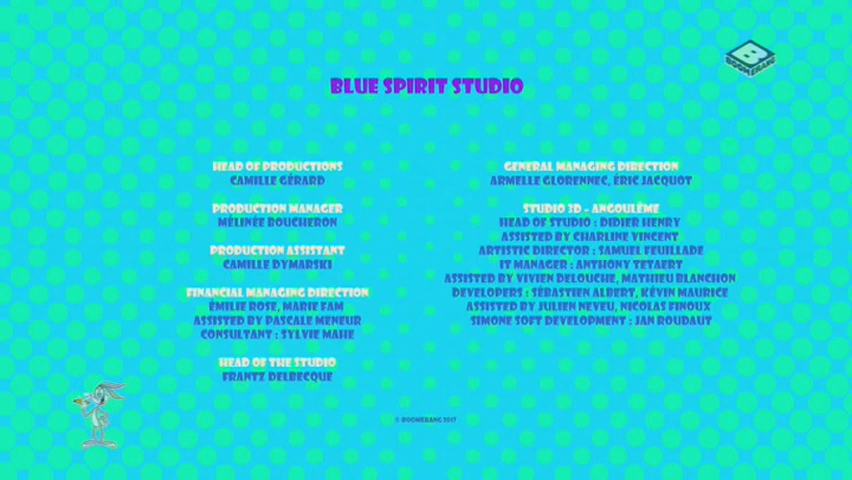 BOOMERANG
BLUE SPIRIT STUDIO
HEAD OF PRODUCTIONS
CAMILLE GÉRARD
PRODUCTION MANAGER
MÉLINÉE BOUCHERON
PRODUCTION ASSISTANT
CAMILLE DYMARSKI
FINANCIAL MANAGING DIRECTION
ÉMILIE ROSE, MARIE FAM
ASSISTED BY PASCALE MENEUR
CONSULTANT : SYLVIE MAHE
HEAD OF THE STUDIO
FRANTZ DELBECQUE
GENERAL MANAGING DIRECTION
ARMELLE GLORENNEC, ÉRIC JACQUOT
STUDIO 3D - ANGOULÊME
HEAD OF STUDIO : DIDIER HENRY
ASSISTED BY CHARLINE VINCENT
ARTISTIC DIRECTOR : SAMUEL FEUILLADE
IT MANAGER : ANTHONY TETAERT
ASSISTED BY VIVIEN DELOUCHE, MATHIEU BLANCHON
DEVELOPERS : SÉBASTIEN ALBERT, KÉVIN MAURICE
ASSISTED BY JULIEN NEVEU, NICOLAS FINOUX
SIMONE SOFT DEVELOPMENT : JAN ROUDAUT
© BOOMERANG 2017